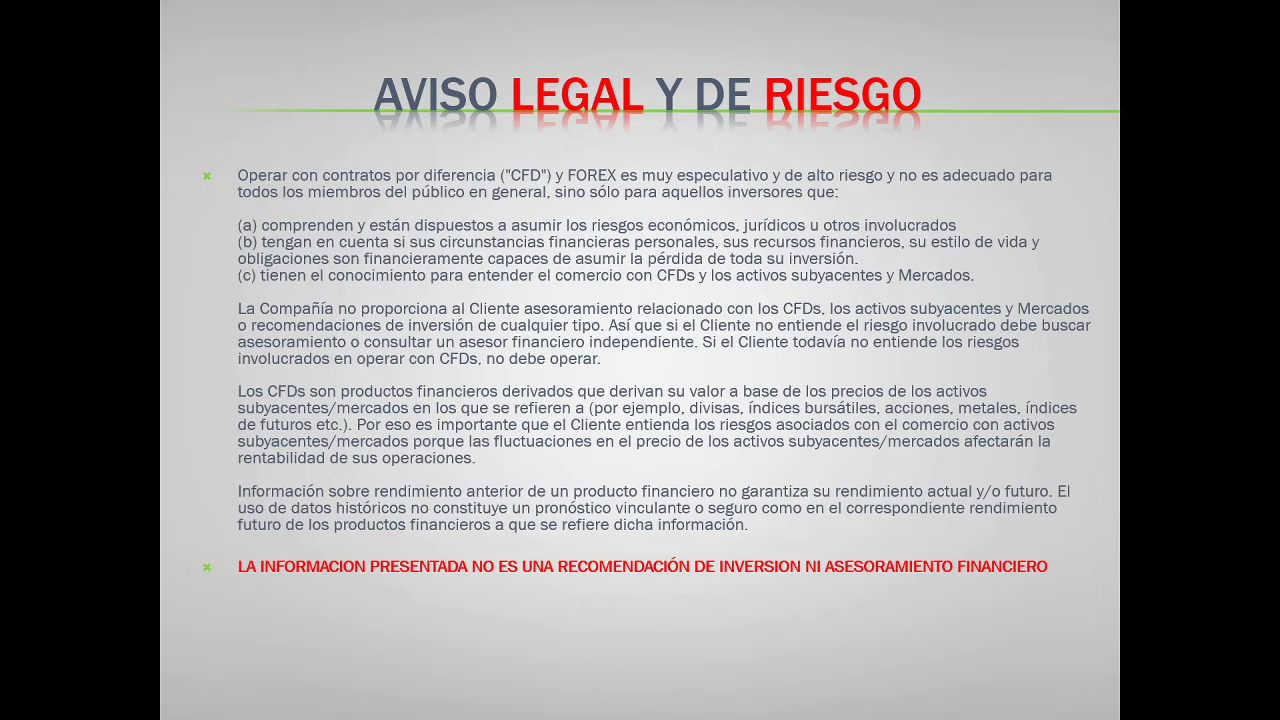 AVISO LEGAL Y DE RIESGO
Operar con contratos por diferencia ("CFD") y FOREX es muy especulativo y de alto riesgo y no es adecuado para
todos los miembros del público en general, sino sólo para aquellos inversores que:
(a) comprenden y están dispuestos a asumir los riesgos económicos, jurídicos u otros involucrados
(b) tengan en cuenta si sus circunstancias financieras personales, sus recursos financieros, su estilo de vida y
obligaciones son financieramente capaces de asumir la pérdida de toda su inversión.
(c) tienen el conocimiento para entender el comercio con CFDs y los activos subyacentes y Mercados.
La Compañía no proporciona al Cliente asesoramiento relacionado con los CFDs, los activos subyacentes y Mercados
o recomendaciones de inversión de cualquier tipo. Así que si el Cliente no entiende el riesgo involucrado debe buscar
asesoramiento o consultar un asesor financiero independiente. Si el Cliente todavía no entiende los riesgos
involucrados en operar con CFDs, no debe operar.
Los CFDs son productos financieros derivados que derivan su valor a base de los precios de los activos
subyacentes/mercados en los que se refieren a (por ejemplo, divisas, índices bursátiles, acciones, metales, índices
de futuros etc.). Por eso es importante que el Cliente entienda los riesgos asociados con el comercio con activos
subyacentes/mercados porque las fluctuaciones en el precio de los activos subyacentes/mercados afectarán la
rentabilidad de sus operaciones.
Información sobre rendimiento anterior de un producto financiero no garantiza su rendimiento actual y/o futuro. El
uso de datos históricos no constituye un pronóstico vinculante o seguro como en el correspondiente rendimiento
futuro de los productos financieros a que se refiere dicha información.
LA INFORMACION PRESENTADA NO ES UNA RECOMENDACIÓN DE INVERSION NI ASESORAMIENTO FINANCIERO